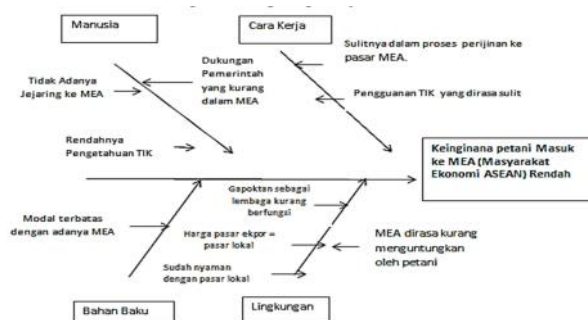 Manusia
Cara Kerja
Sulitnya dalam proses perijinan ke
pasar MEA.
Dukungan
Pemerintah
yang kurang
dalam MEA
Tidak Adanya
Jejaring ke MEA
Pengguanan TIK yang dirasa sulit
Rendahnya
Pengetahuan TIK
Keinginana petani Masuk
ke MEA (Masyarakat
Ekonomi ASEAN) Rendah
Gapoktan sebagai
lembaga kurang
berfungsi
Modal terbatas
dengan adanya MEA
Harga pasar ekpor =
pasar lokal
MEA dirasa kurang
menguntungkan
oleh petani
Sudah nyaman
dengan pasar lokal
Bahan Baku
Lingkungan